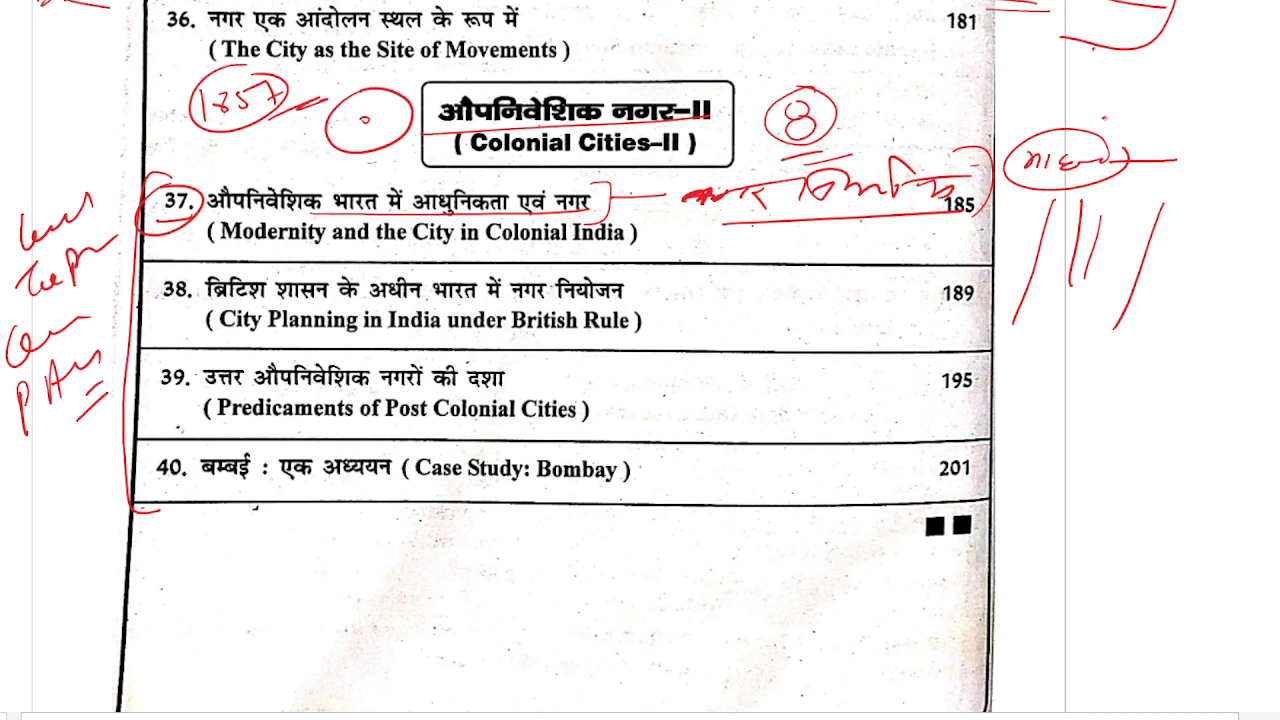 36. नगर एक आंदोलन स्थल के रूप में 181
( The City as the Site of Movements )
1857
औपनिवेशिक नगर–II
( Colonial Cities–II )
8
37. औपनिवेशिक भारत में आधुनिकता एवं नगर 185
( Modernity and the City in Colonial India )
38. ब्रिटिश शासन के अधीन भारत में नगर नियोजन 189
( City Planning in India under British Rule )
39. उत्तर औपनिवेशिक नगरों की दशा 195
( Predicaments of Post Colonial Cities )
40. बम्बई : एक अध्ययन ( Case Study: Bombay ) 201